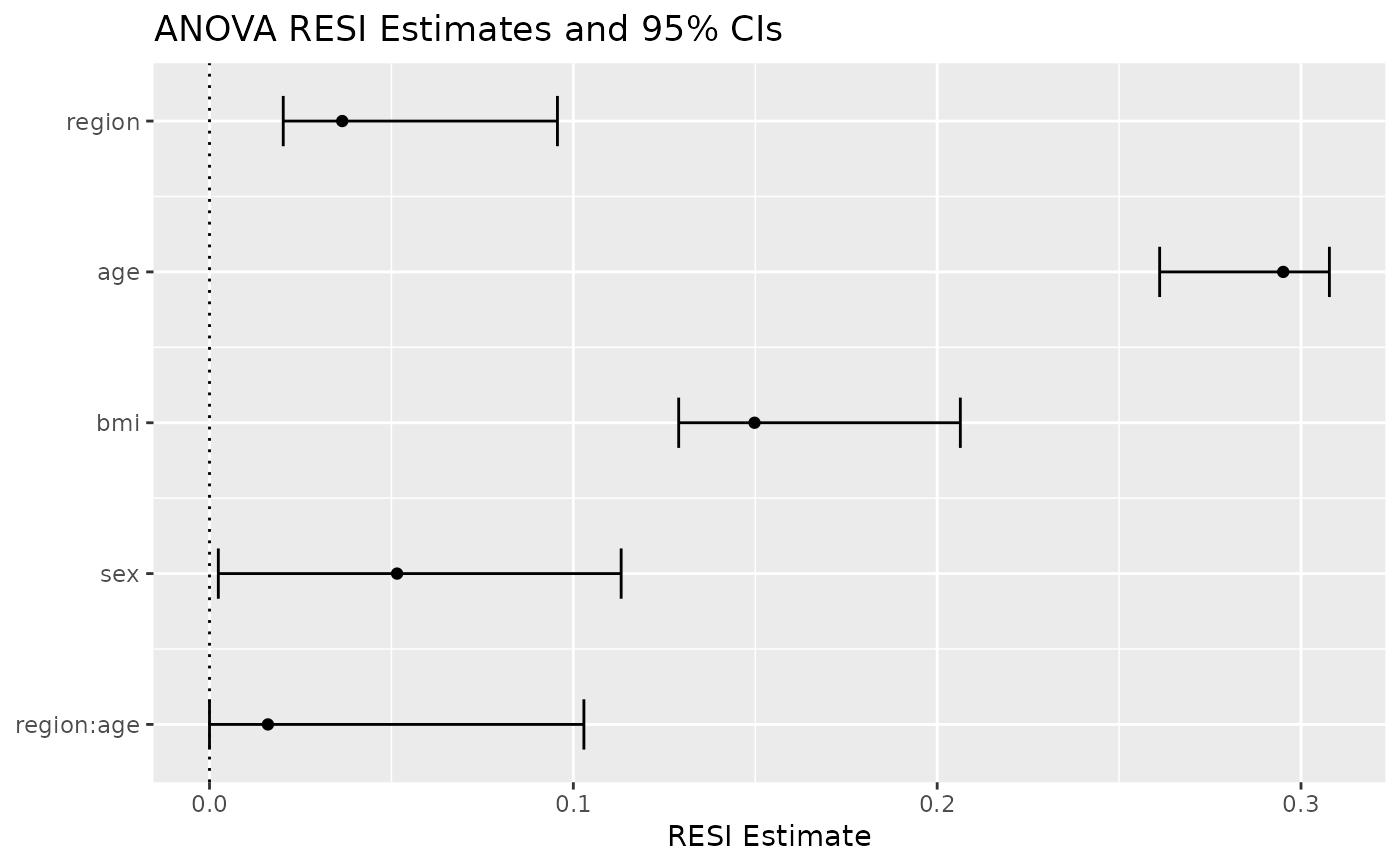 ANOVA RESI Estimates and 95% CIs
region
age
bmi
sex
region:age
0.0 0.1 0.2 0.3
RESI Estimate